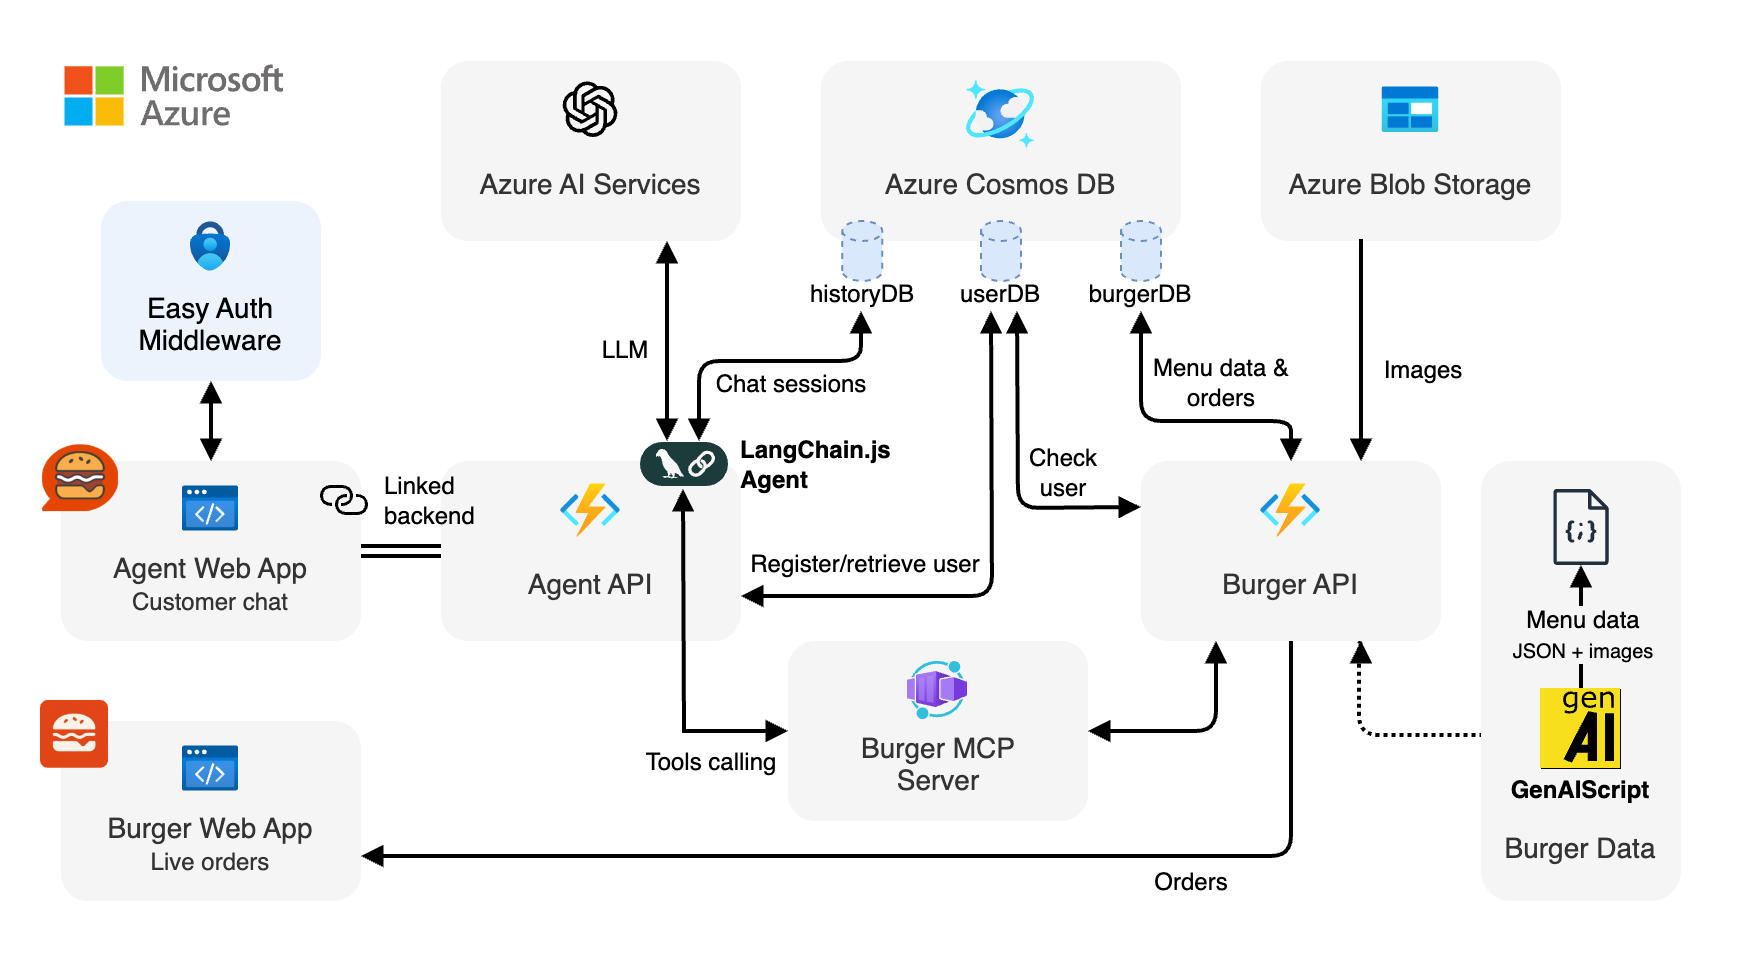 Microsoft
Azure
Azure AI Services
Azure Cosmos DB
Azure Blob Storage
Easy Auth
Middleware
historyDB
userDB
burgerDB
LLM
Chat sessions
Menu data &
orders
Images
LangChain.js
Agent
Check
user
Linked
backend
Agent Web App
Customer chat
Agent API
Register/retrieve user
Burger API
{;}
Menu data
JSON + images
gen
AI
GenAIScript
Burger Data
Tools calling
Burger MCP
Server
</>
Burger Web App
Live orders
</>
Orders